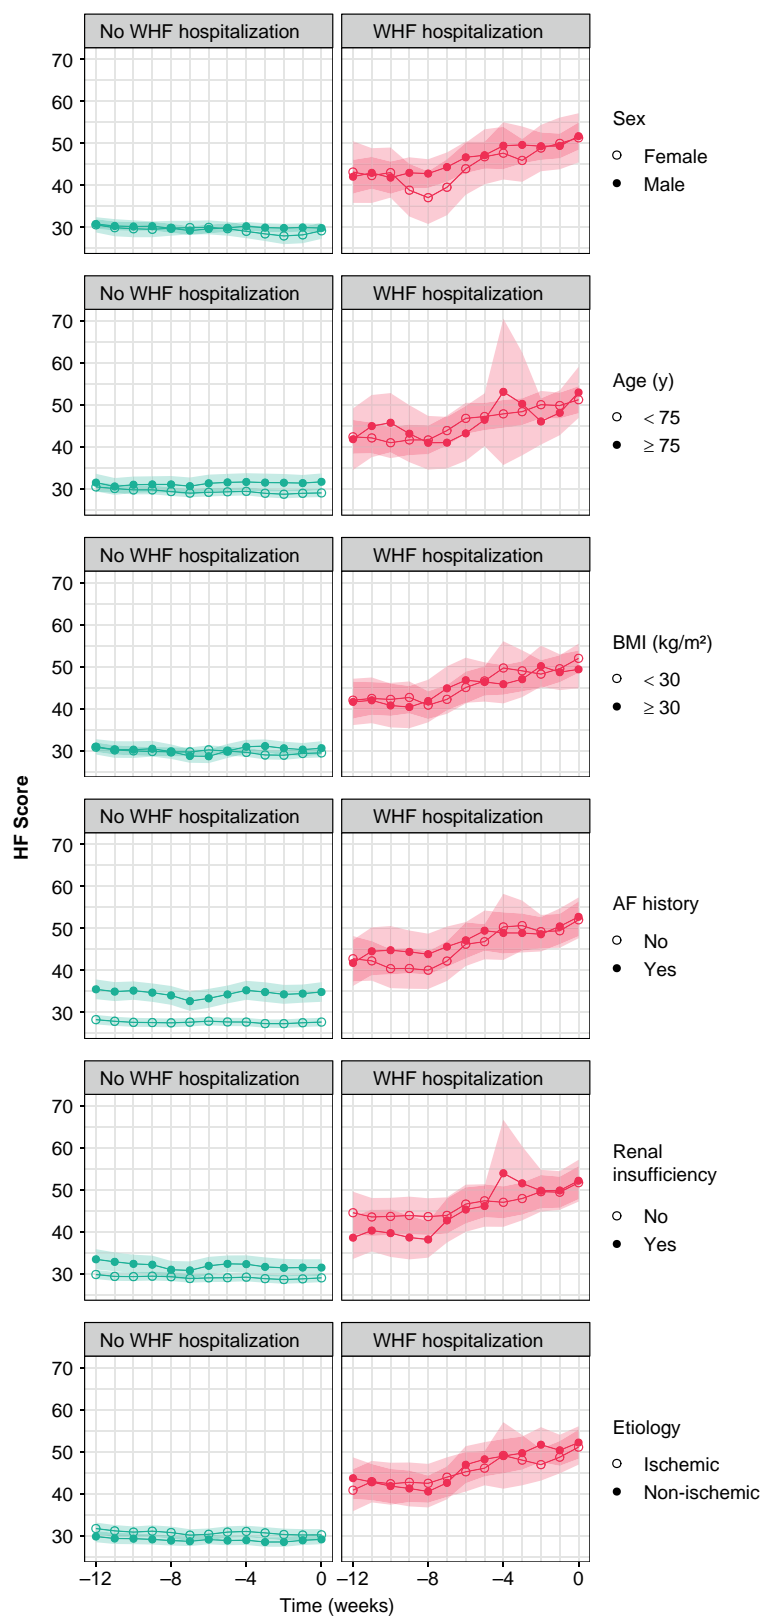 No WHF hospitalization WHF hospitalization
70
60
50
40
30
Sex
Female
Male
No WHF hospitalization WHF hospitalization
70
60
50
40
30
Age (y)
< 75
≥ 75
No WHF hospitalization WHF hospitalization
70
60
50
40
30
BMI (kg/m²)
< 30
≥ 30
HF Score
No WHF hospitalization WHF hospitalization
70
60
50
40
30
AF history
No
Yes
No WHF hospitalization WHF hospitalization
70
60
50
40
30
Renal
insufficiency
No
Yes
No WHF hospitalization WHF hospitalization
70
60
50
40
30
Etiology
Ischemic
Non-ischemic
–12 –8 –4 0 –12 –8 –4 0
Time (weeks)